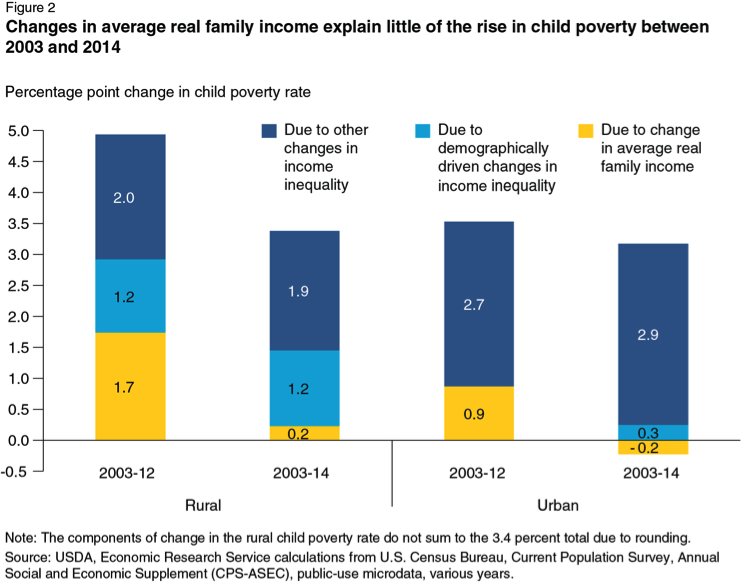 Figure 2
Changes in average real family income explain little of the rise in child poverty between
2003 and 2014
Percentage point change in child poverty rate
5.0
4.5
4.0
3.5
3.0
2.5
2.0
1.5
1.0
0.5
0.0
-0.5
Due to other
changes in
income
inequality
Due to
demographically
driven changes in
income inequality
Due to change
in average real
family income
2.0
1.2
1.7
1.9
1.2
0.2
2.7
0.9
2.9
0.3
-0.2
2003-12
2003-14
2003-12
2003-14
Rural
Urban
Note: The components of change in the rural child poverty rate do not sum to the 3.4 percent total due to rounding.
Source: USDA, Economic Research Service calculations from U.S. Census Bureau, Current Population Survey, Annual
Social and Economic Supplement (CPS-ASEC), public-use microdata, various years.